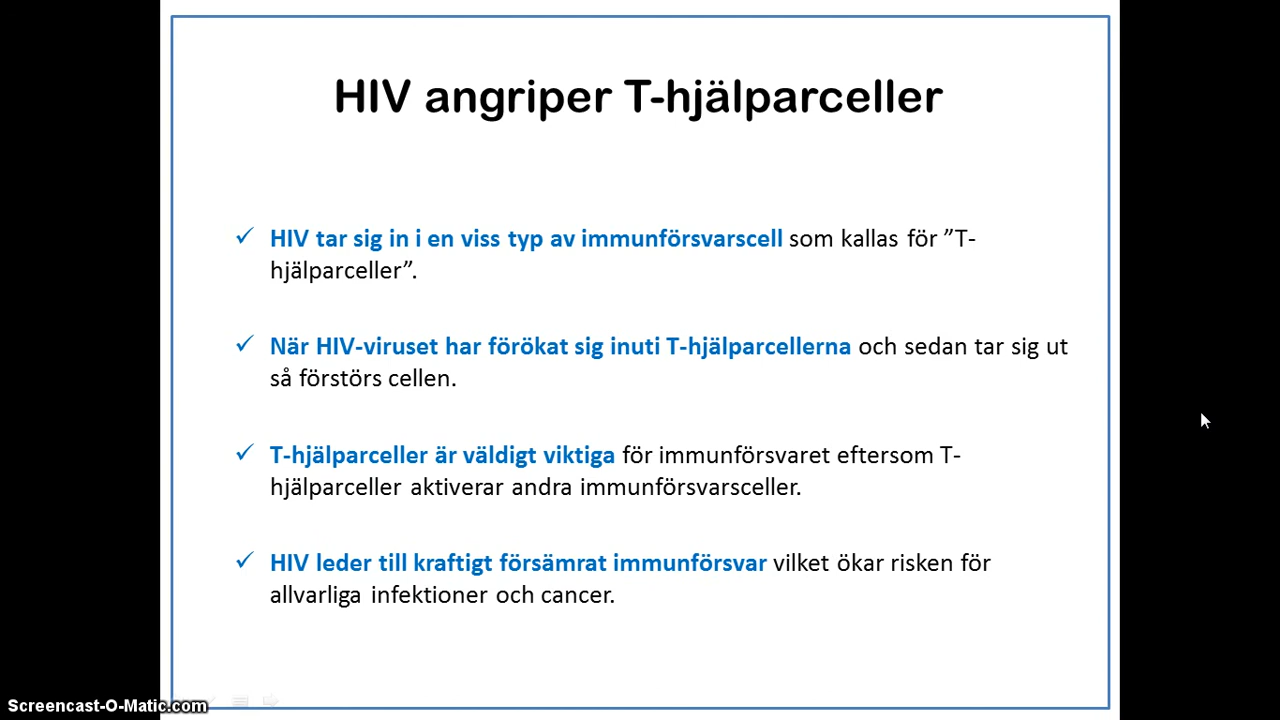 HIV angriper T-hjälparceller
✓ HIV tar sig in i en viss typ av immunförsvarscell som kallas för ”T-
hjälparceller”.
✓ När HIV-viruset har förökat sig inuti T-hjälparcellerna och sedan tar sig ut
så förstörs cellen.
✓ T-hjälparceller är väldigt viktiga för immunförsvaret eftersom T-
hjälparceller aktiverar andra immunförsvarsceller.
✓ HIV leder till kraftigt försämrat immunförsvar vilket ökar risken för
allvarliga infektioner och cancer.
Screencast-O-Matic.com